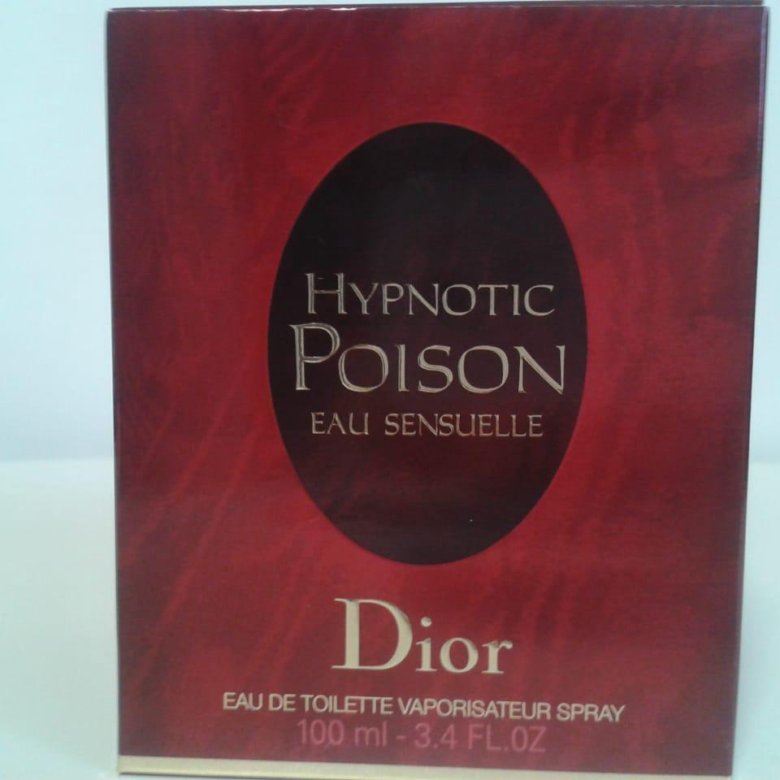 HYPNOTIC
POISON
EAU SENSUELLE
Dior
EAU DE TOILETTE VAPORISATEUR SPRAY
100 ml - 3.4 FL.OZ